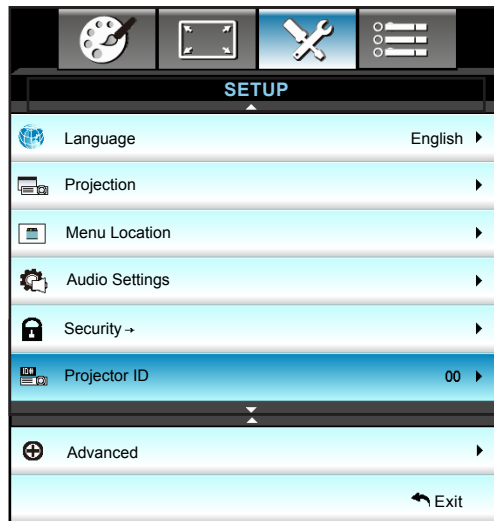 SETUP
Language English
Projection
Menu Location
Audio Settings
Security→
Projector ID 00
Advanced
Exit